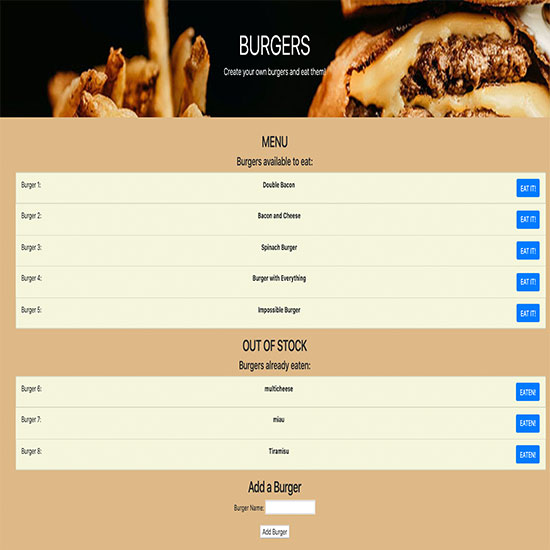 BURGERS
Create your own burgers and eat them!
MENU
Burgers available to eat:
Burger 1: Double Bacon EAT IT!
Burger 2: Bacon and Cheese EAT IT!
Burger 3: Spinach Burger EAT IT!
Burger 4: Burger with Everything EAT IT!
Burger 5: Impossible Burger EAT IT!
OUT OF STOCK
Burgers already eaten:
Burger 6: multicheese EATEN!
Burger 7: miau EATEN!
Burger 8: Tiramisu EATEN!
Add a Burger
Burger Name:
Add Burger